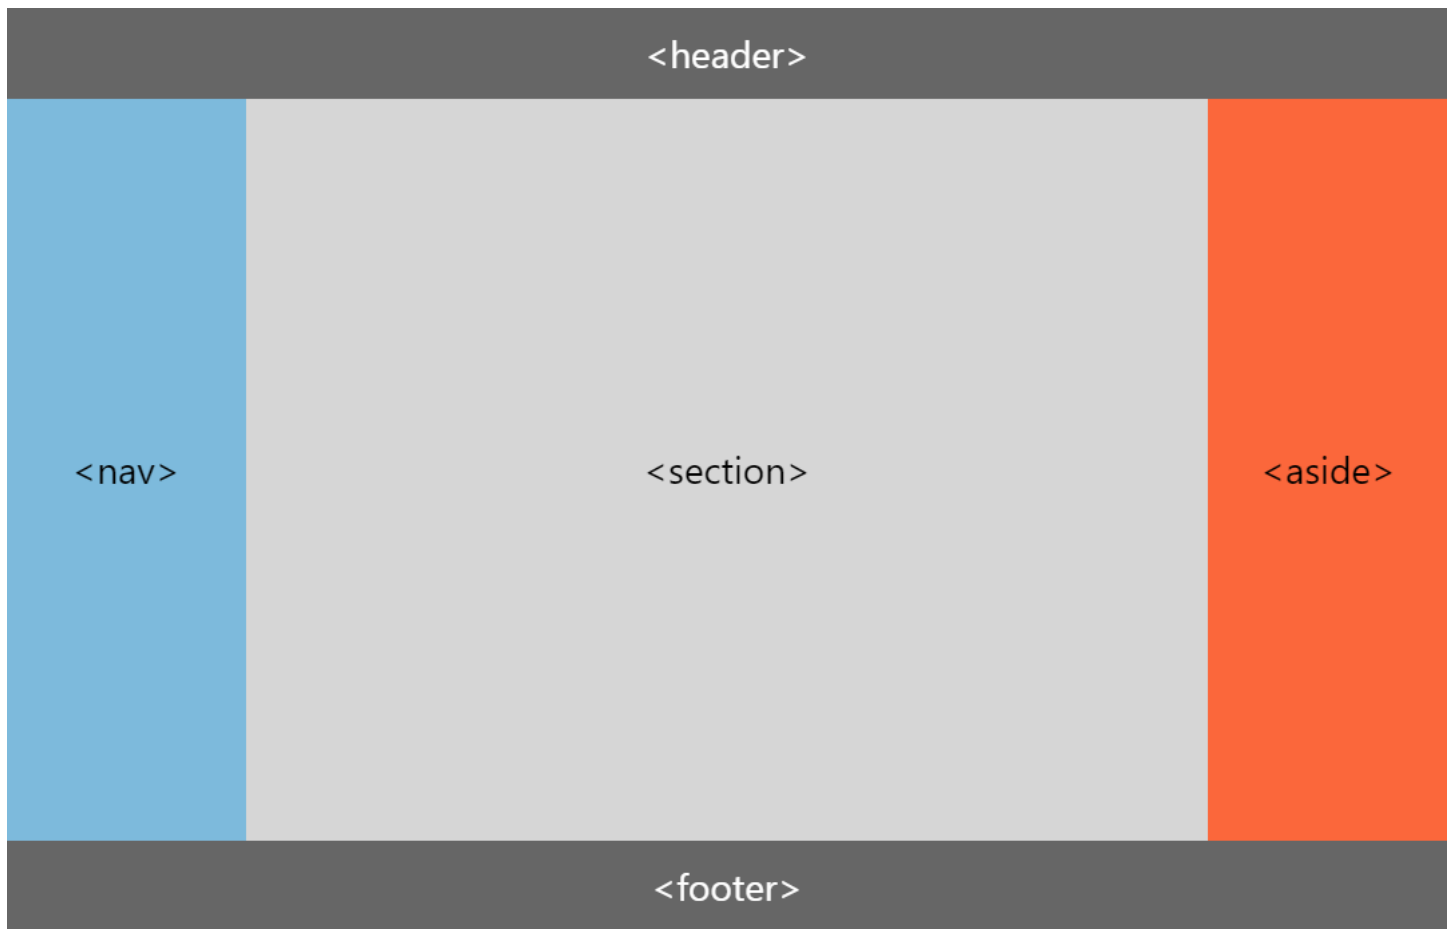 <header>
<nav>
<section>
<aside>
<footer>